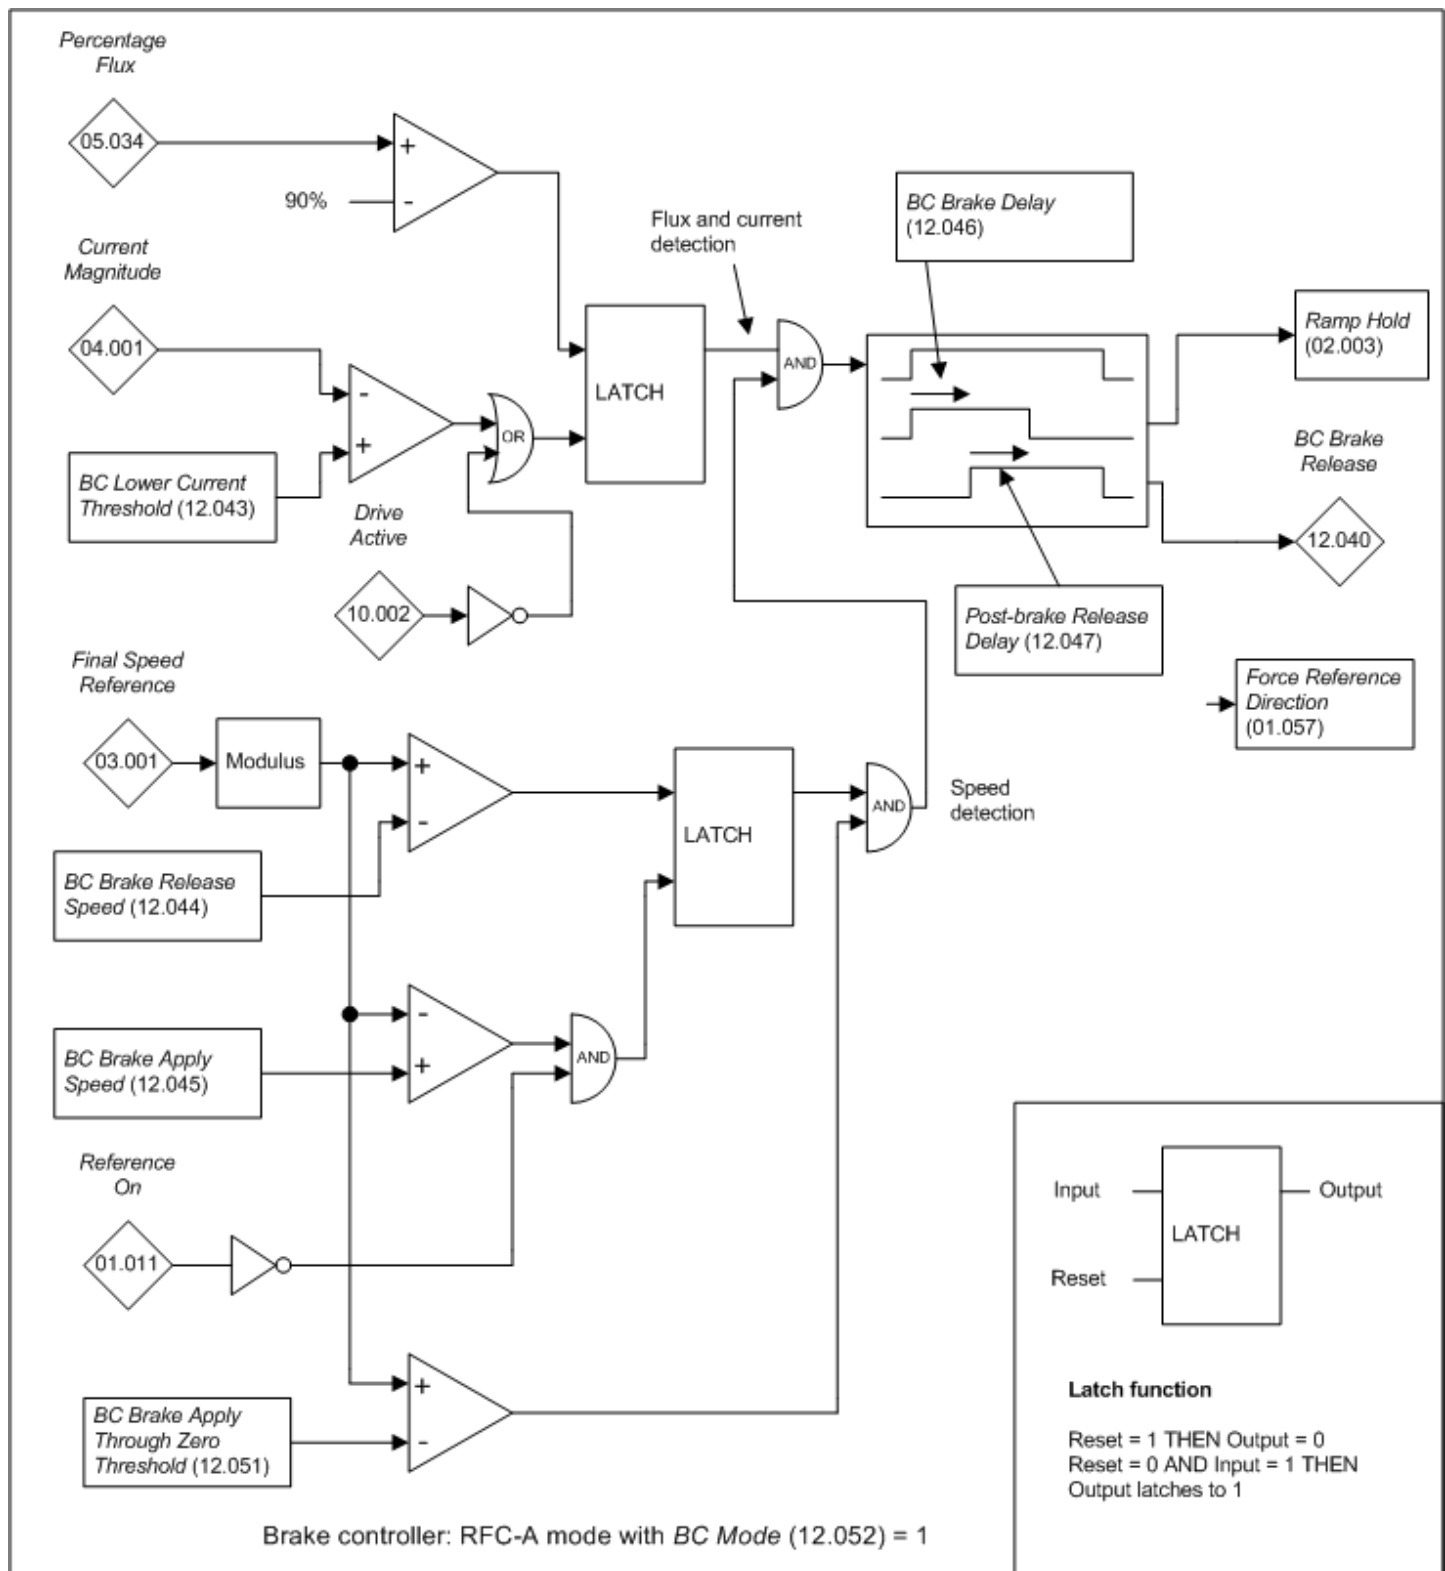 Percentage
Flux
05.034
+
90%
-
Current
Magnitude
04.001
-
+
BC Lower Current
Threshold (12.043)
OR
Drive
Active
10.002
LATCH
Flux and current
detection
AND
BC Brake Delay
(12.046)
Ramp Hold
(02.003)
BC Brake
Release
12.040
Post-brake Release
Delay (12.047)
Force Reference
Direction
(01.057)
Final Speed
Reference
03.001
Modulus
+
-
BC Brake Release
Speed (12.044)
LATCH
AND
Speed
detection
-
+
BC Brake Apply
Speed (12.045)
AND
Reference
On
01.011
+
-
BC Brake Apply
Through Zero
Threshold (12.051)
Input
Output
LATCH
Reset
Latch function
Reset = 1 THEN Output = 0
Reset = 0 AND Input = 1 THEN
Output latches to 1
Brake controller: RFC-A mode with BC Mode (12.052) = 1